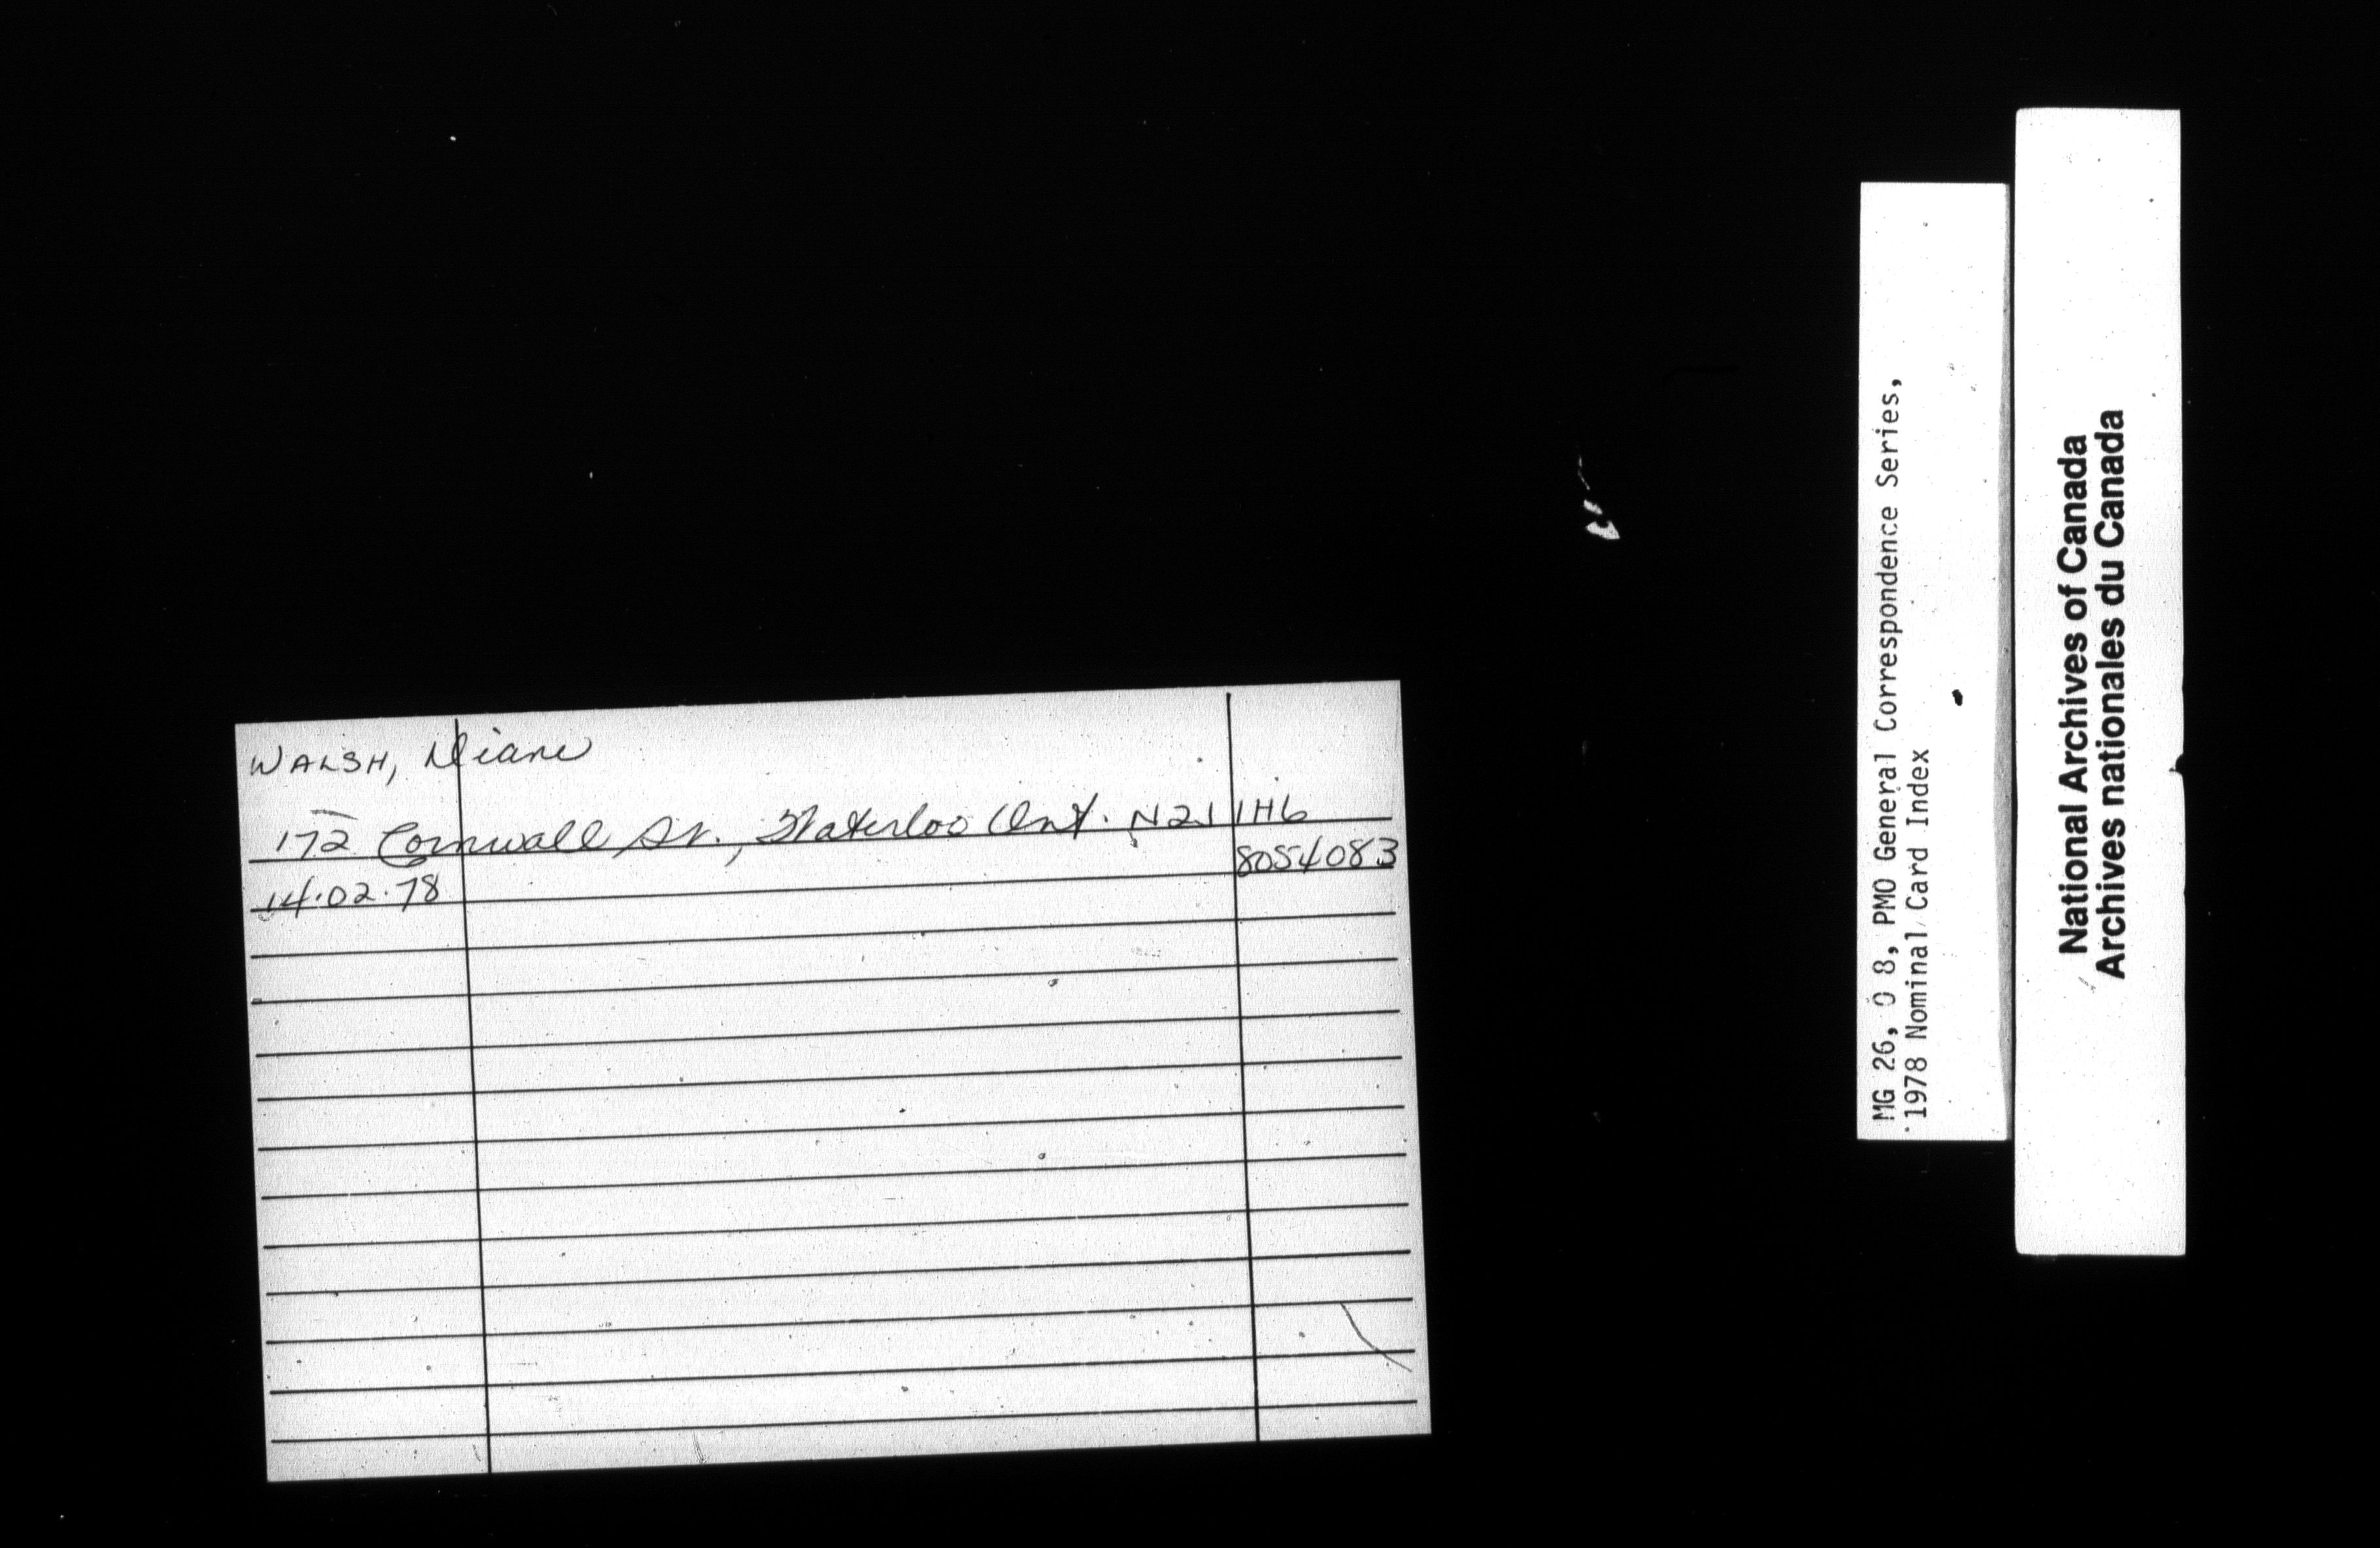 WALSH, Diane
172 Cornwall St., Waterloo Ont. N2J 1H6
8054083
14.02.78
MG 26, O 8, PMO General Correspondence Series,
1978 Nominal Card Index
National Archives of Canada
Archives nationales du Canada